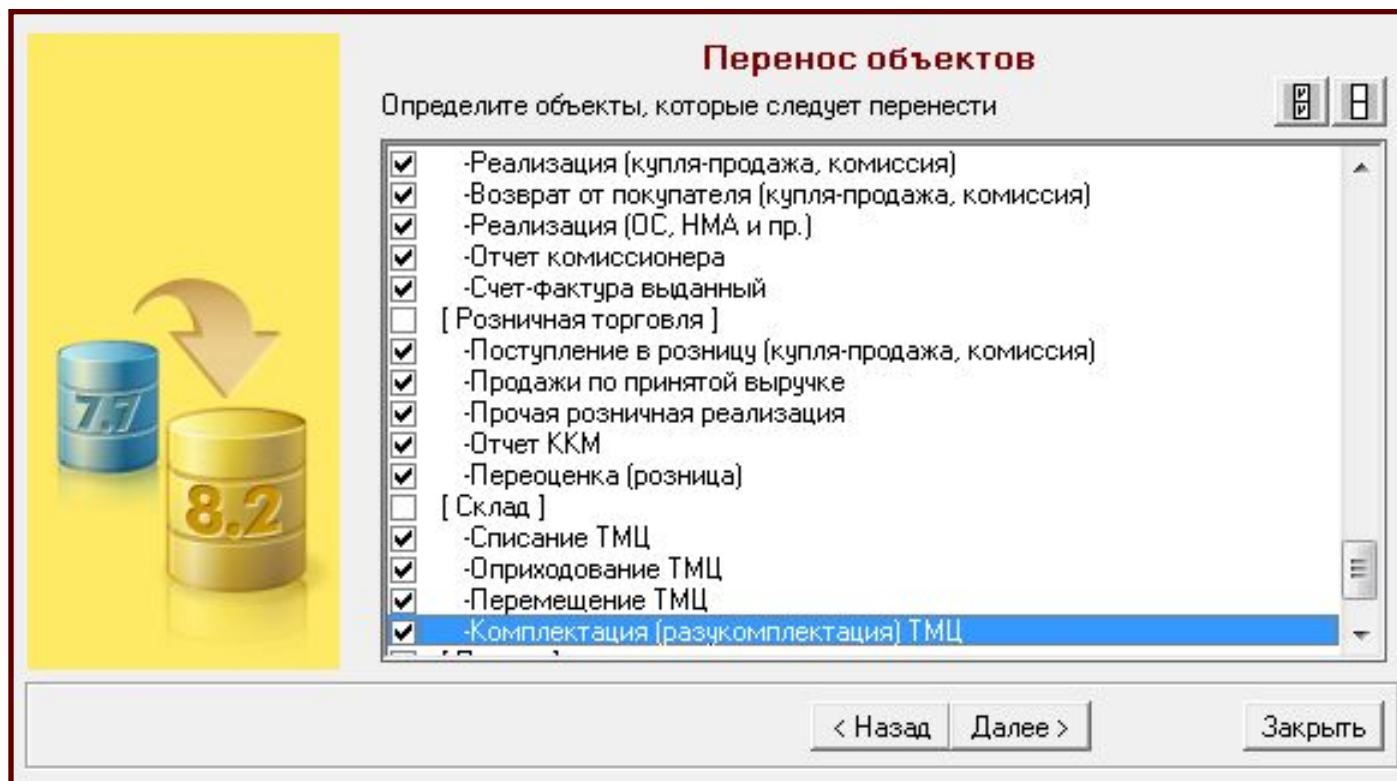 Перенос объектов
Определите объекты, которые следует перенести
-Реализация (купля-продажа, комиссия)
-Возврат от покупателя (купля-продажа, комиссия)
-Реализация (ОС, НМА и пр.)
-Отчет комиссионера
-Счет-фактура выданный
[ Розничная торговля ]
-Поступление в розницу (купля-продажа, комиссия)
-Продажи по принятой выручке
-Прочая розничная реализация
-Отчет ККМ
-Переоценка (розница)
[ Склад ]
-Списание ТМЦ
-Оприходование ТМЦ
-Перемещение ТМЦ
-Комплектация (разукомплектация) ТМЦ
7.7
8.2
< Назад
Далее >
Закрыть